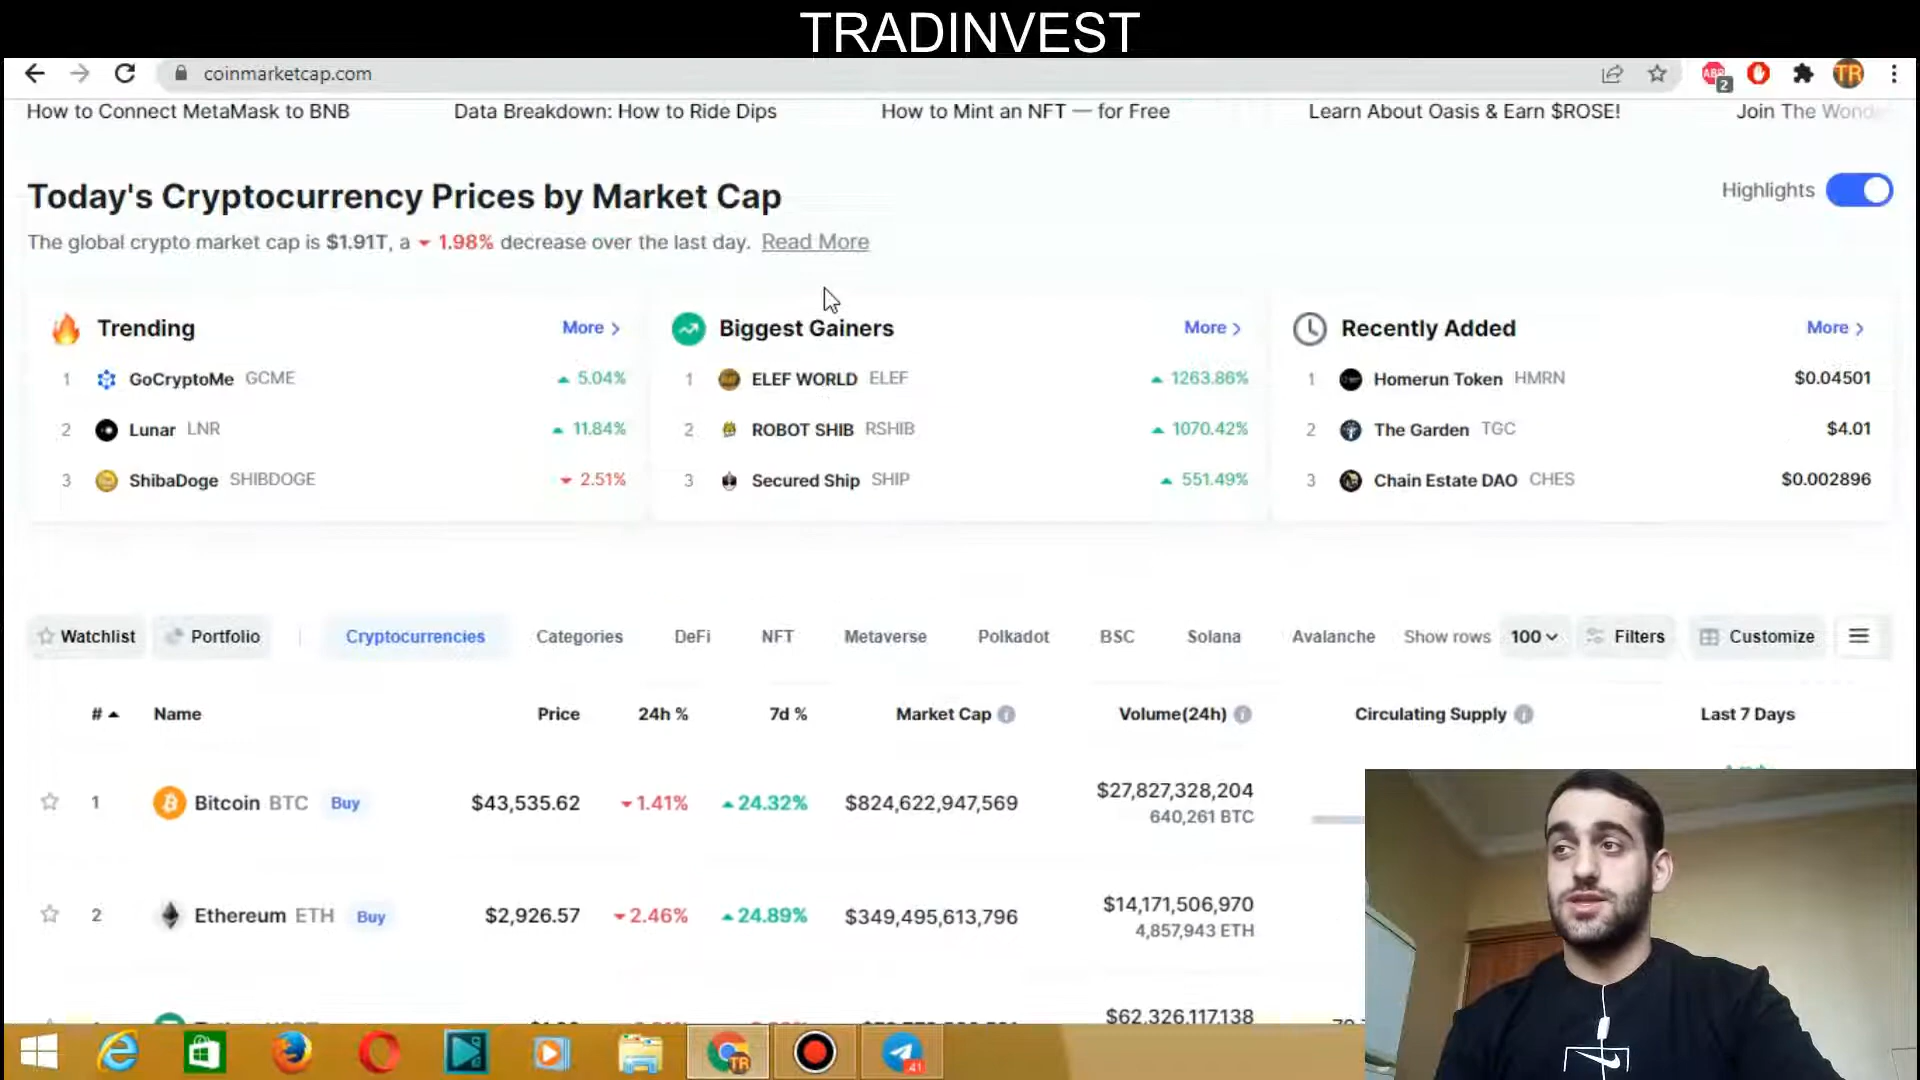 TRADINVEST
coinmarketcap.com
ABP
2
TR
How to Connect MetaMask to BNB
Data Breakdown: How to Ride Dips
How to Mint an NFT — for Free
Learn About Oasis & Earn $ROSE!
Join The Wond
Today's Cryptocurrency Prices by Market Cap
Highlights
The global crypto market cap is $1.91T, a 1.98% decrease over the last day. Read More
Trending More
1 GoCryptoMe GCME 5.04%
2 Lunar LNR 11.84%
3 ShibaDoge SHIBDOGE 2.51%
Biggest Gainers More
1 ELEF WORLD ELEF 1263.86%
2 ROBOT SHIB RSHIB 1070.42%
3 Secured Ship SHIP 551.49%
Recently Added More
1 Homerun Token HMRN $0.04501
2 The Garden TGC $4.01
3 Chain Estate DAO CHES $0.002896
Watchlist Portfolio Cryptocurrencies Categories DeFi NFT Metaverse Polkadot BSC Solana Avalanche Show rows 100 Filters Customize
# Name Price 24h % 7d % Market Cap Volume(24h) Circulating Supply Last 7 Days
1 Bitcoin BTC Buy $43,535.62 1.41% 24.32% $824,622,947,569 $27,827,328,204
640,261 BTC
2 Ethereum ETH Buy $2,926.57 2.46% 24.89% $349,495,613,796 $14,171,506,970
4,857,943 ETH
$62,326,117,138
TR
41